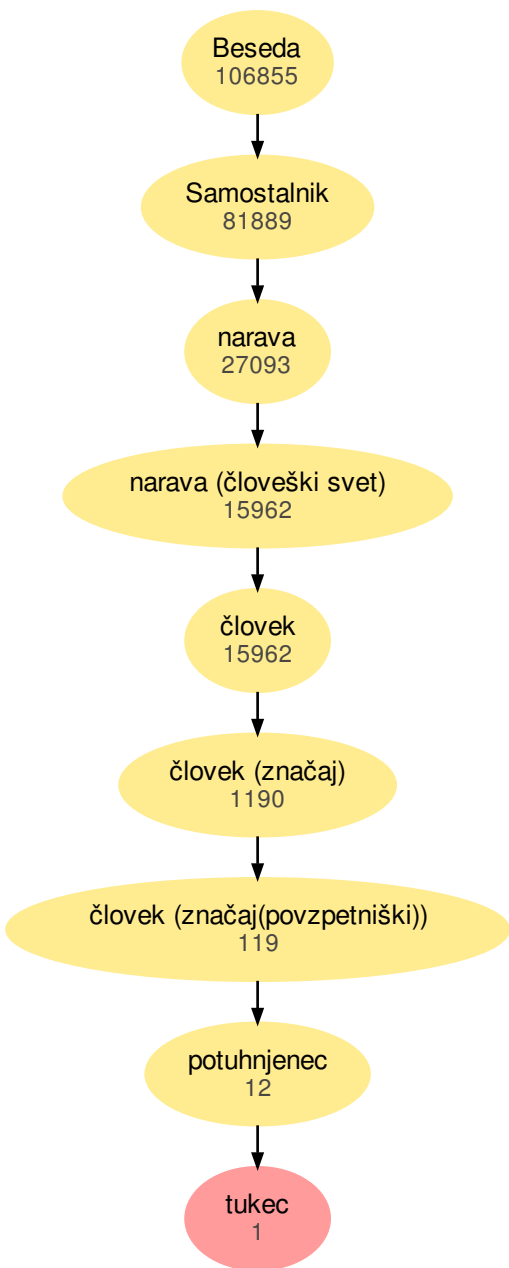 Beseda
106855
Samostalnik
81889
narava
27093
narava (človeški svet)
15962
človek
15962
človek (značaj)
1190
človek (značaj(povzpetniški))
119
potuhnjenec
12
tukec
1